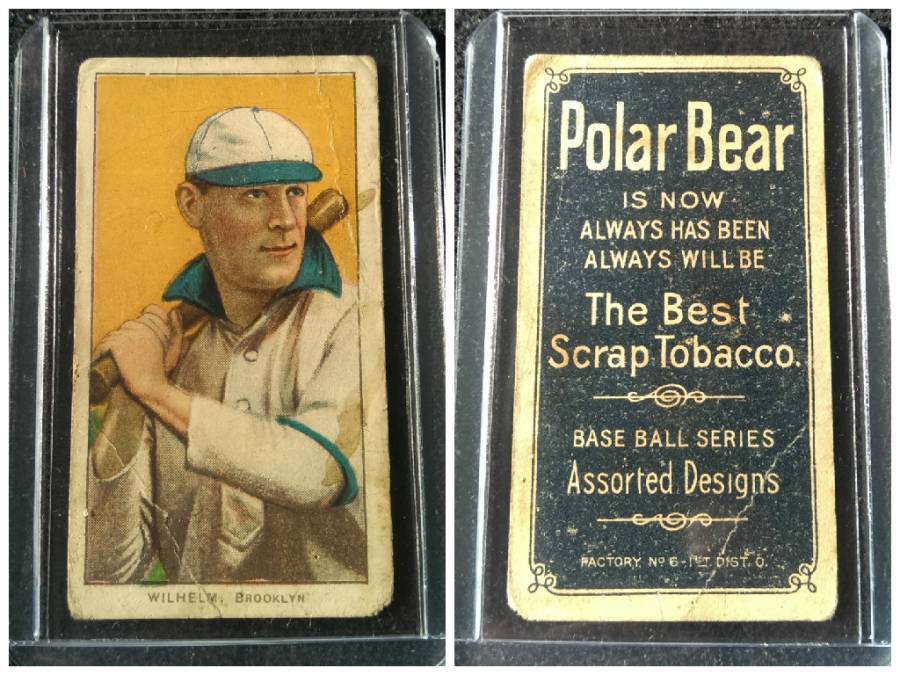 WILHELM, BROOKLYN
Polar Bear
IS NOW
ALWAYS HAS BEEN
ALWAYS WILL BE
The Best
Scrap Tobacco.
BASE BALL SERIES
Assorted Designs
FACTORY Nº 6 - 1ST DIST. O.